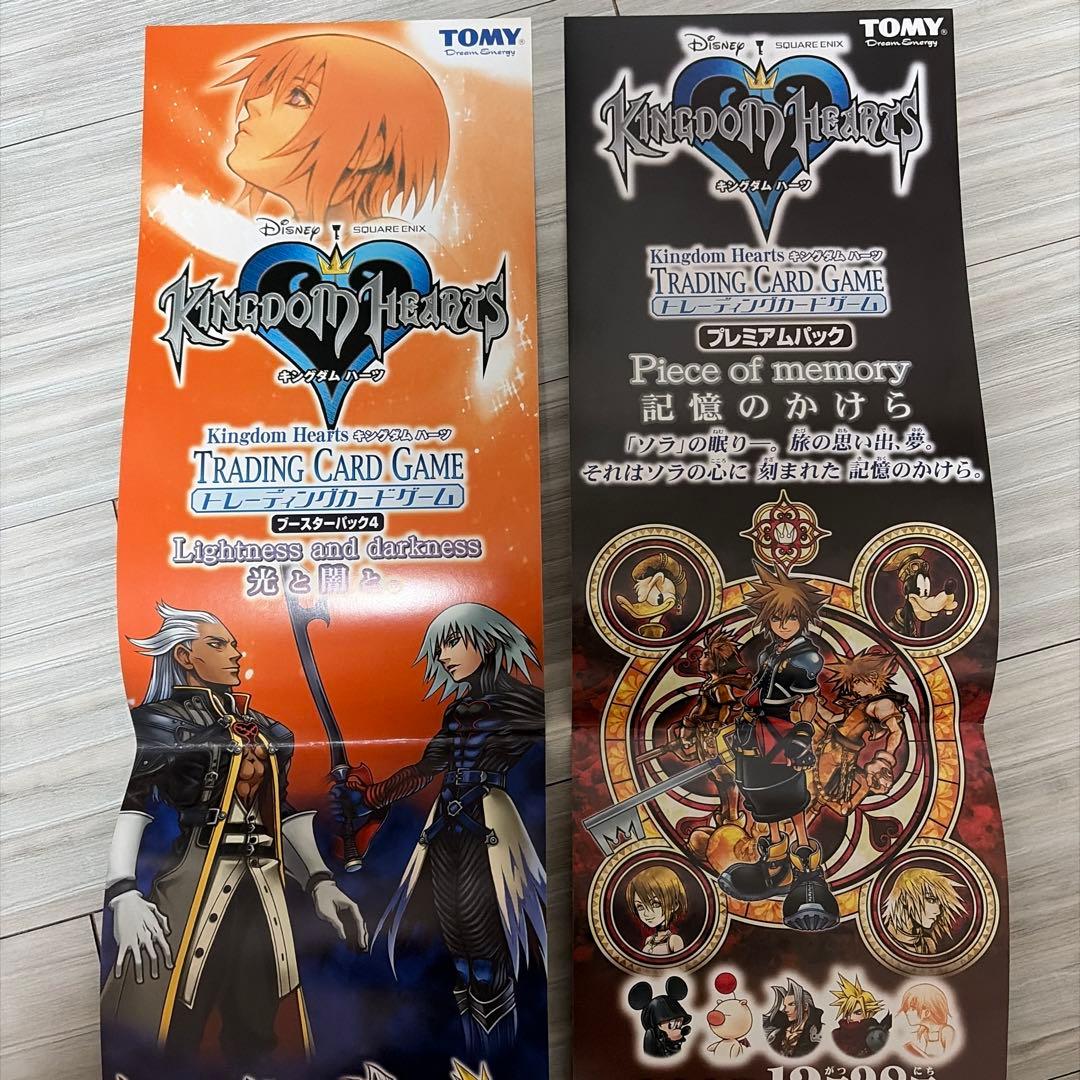 TOMY
Dream Energy
Disney SQUARE ENIX
KINGDOM HEARTS
キングダム ハーツ
Kingdom Hearts キングダム ハーツ
TRADING CARD GAME
トレーディングカードゲーム
ブースターパック4
Lightness and darkness
光と闇と。
TOMY
Dream Energy
Disney SQUARE ENIX
KINGDOM HEARTS
キングダム ハーツ
Kingdom Hearts キングダム ハーツ
TRADING CARD GAME
トレーディングカードゲーム
プレミアムパック
Piece of memory
記憶のかけら
「ソラ」の眠りー。旅の思い出、夢。
それはソラの心に 刻まれた 記憶のかけら。
がつ にち